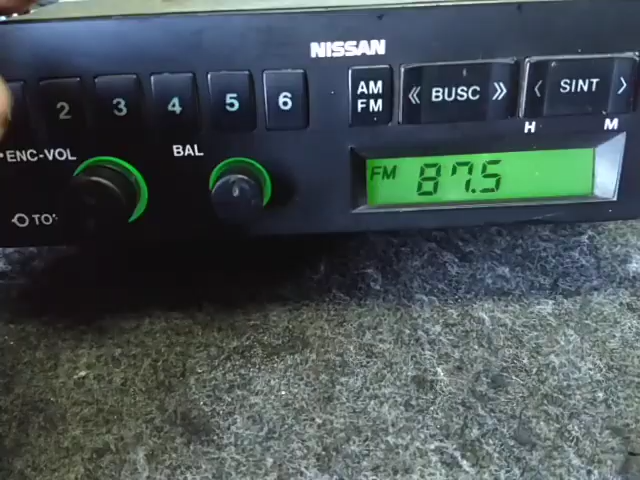 NISSAN
2 3 4 5 6
AM
FM
« BUSC »
< SINT >
H M
ENC-VOL
BAL
FM 87.5